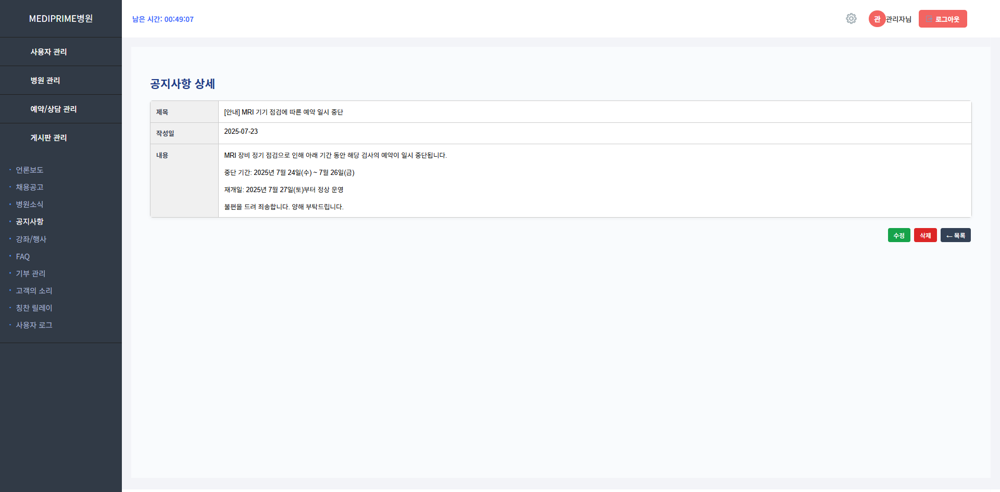 MEDIPRIME병원
남은 시간: 00:49:07
관 관리자님 로그아웃
사용자 관리
병원 관리
예약/상담 관리
게시판 관리
· 언론보도
· 채용공고
· 병원소식
· 공지사항
· 강좌/행사
· FAQ
· 기부 관리
· 고객의 소리
· 칭찬 릴레이
· 사용자 로그
공지사항 상세
제목 [안내] MRI 기기 점검에 따른 예약 일시 중단
작성일 2025-07-23
내용 MRI 장비 정기 점검으로 인해 아래 기간 동안 해당 검사의 예약이 일시 중단됩니다.
중단 기간: 2025년 7월 24일(수) ~ 7월 26일(금)
재개일: 2025년 7월 27일(토)부터 정상 운영
불편을 드려 죄송합니다. 양해 부탁드립니다.
수정 삭제 ← 목록